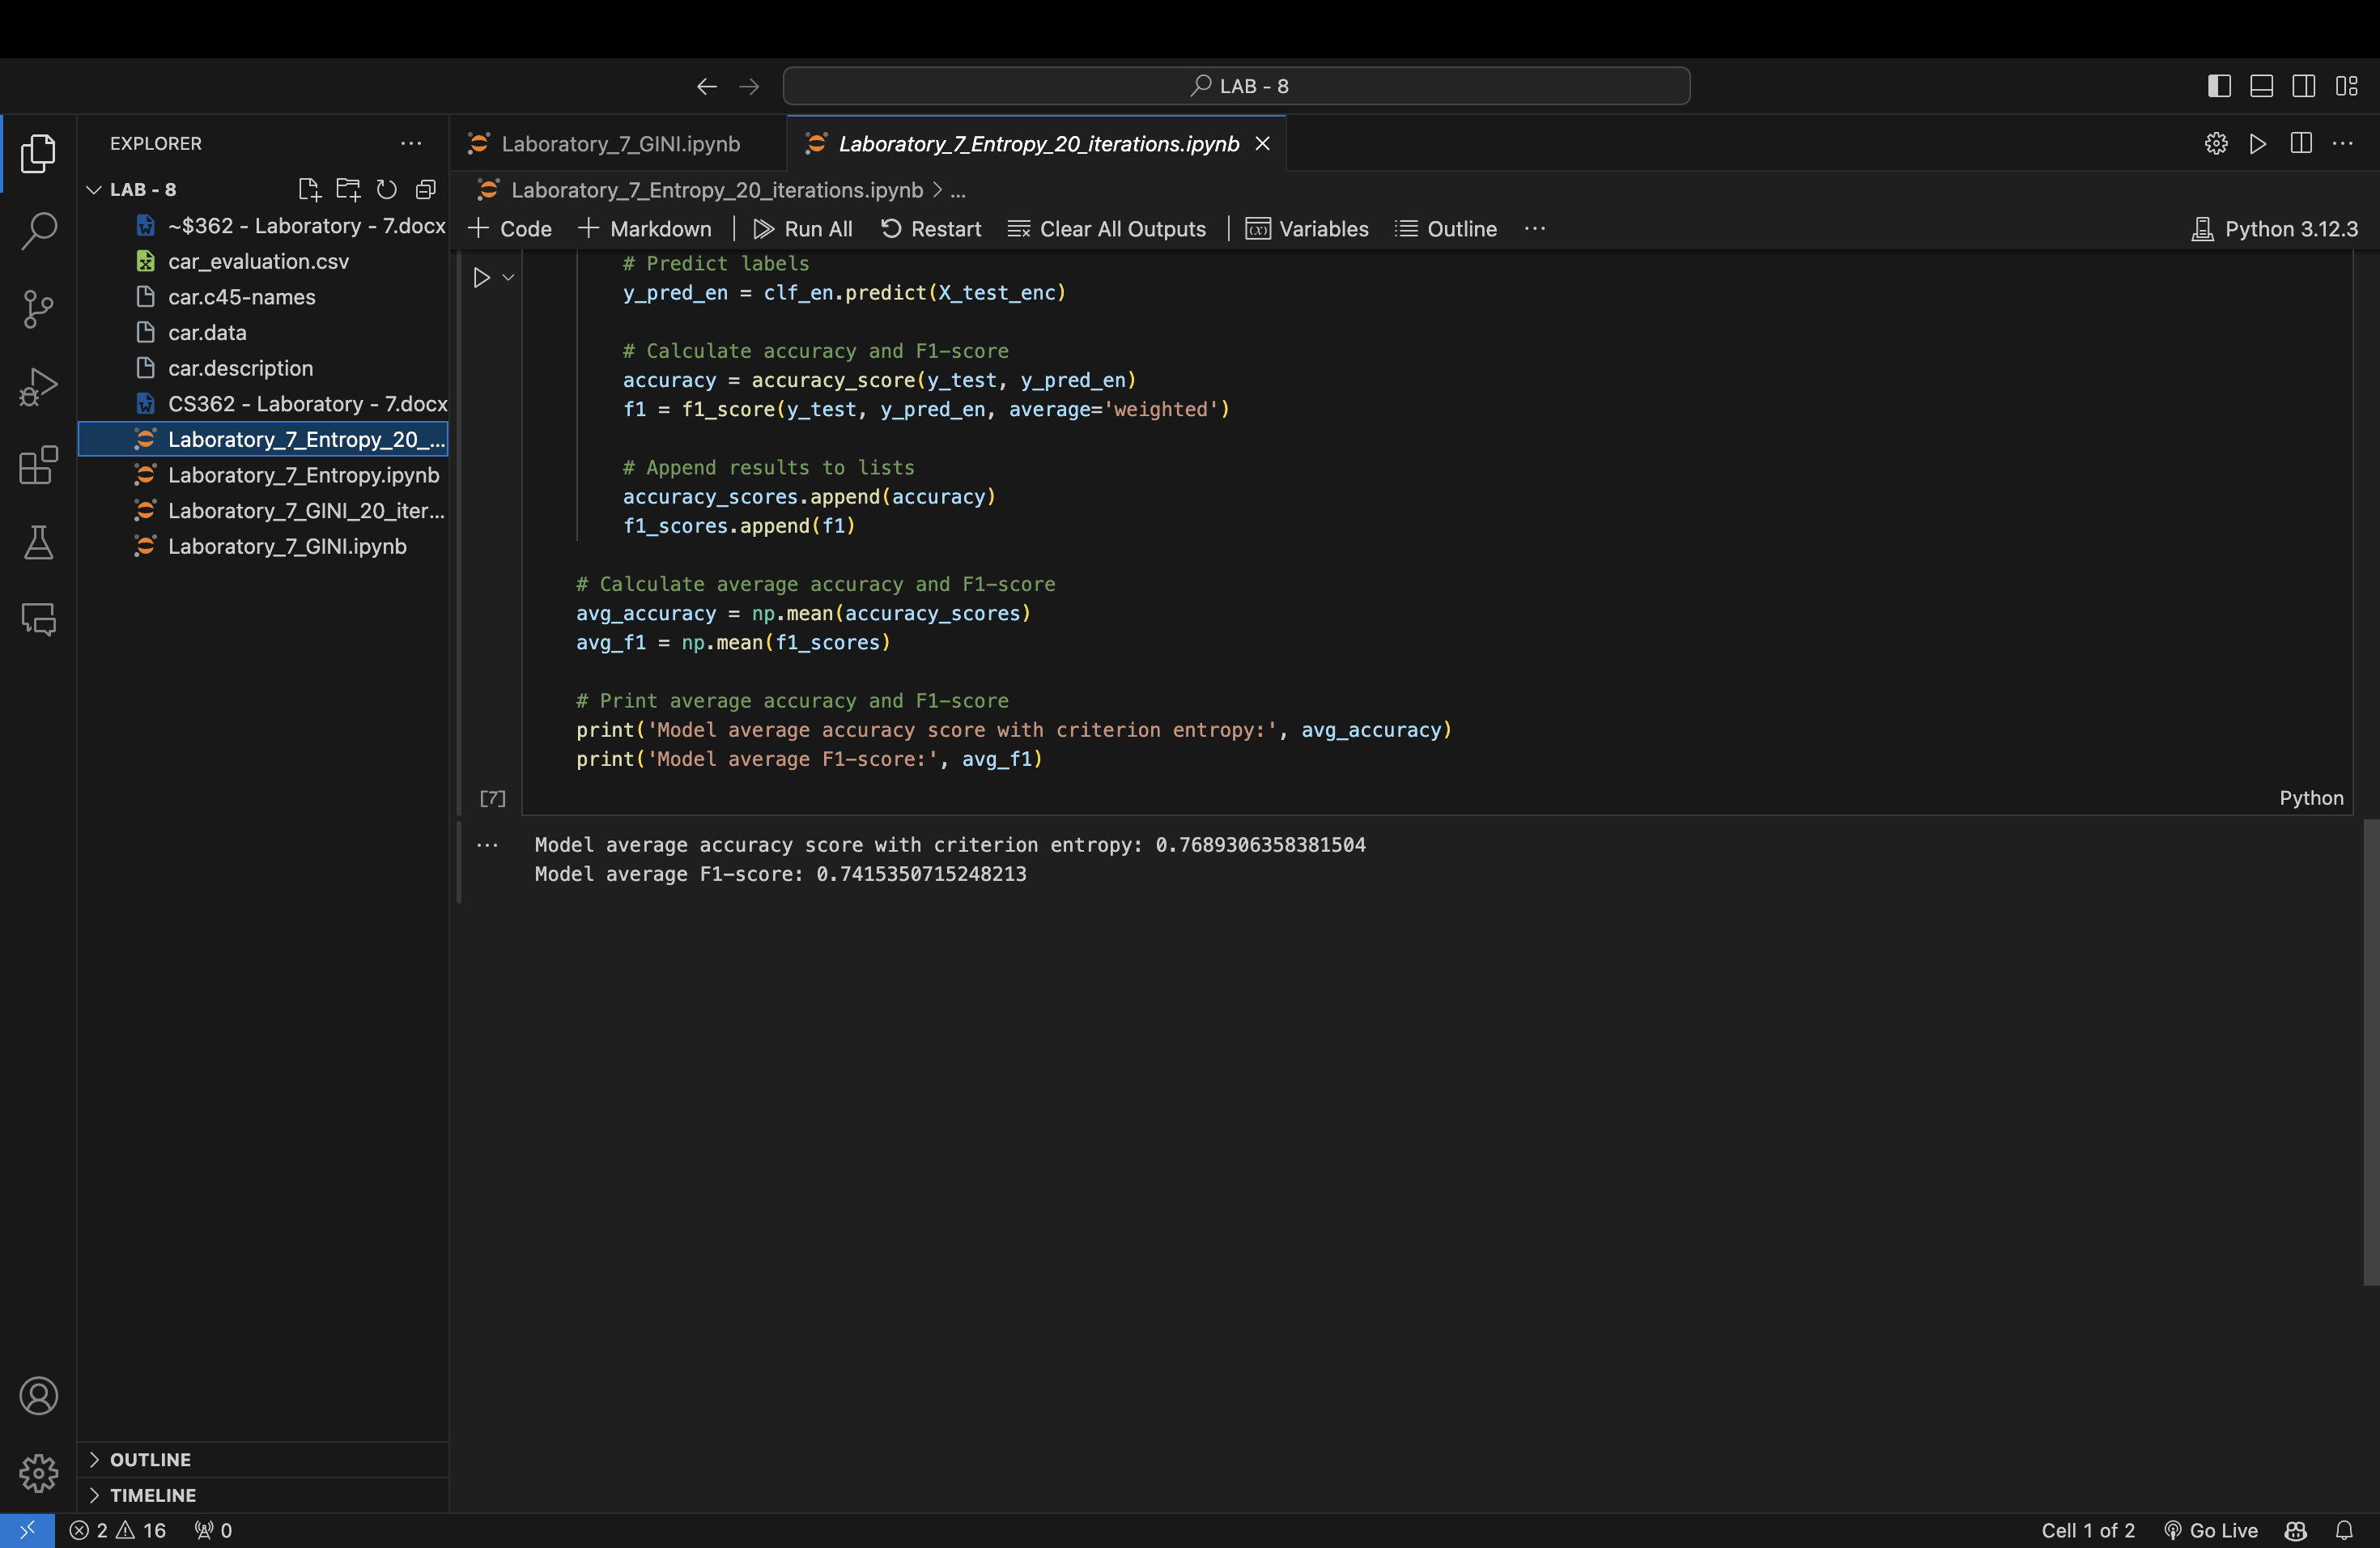 LAB - 8
EXPLORER
LAB - 8
~$362 - Laboratory - 7.docx
car_evaluation.csv
car.c45-names
car.data
car.description
CS362 - Laboratory - 7.docx
Laboratory_7_Entropy_20_...
Laboratory_7_Entropy.ipynb
Laboratory_7_GINI_20_iter...
Laboratory_7_GINI.ipynb
OUTLINE
TIMELINE
Laboratory_7_GINI.ipynb
Laboratory_7_Entropy_20_iterations.ipynb
Laboratory_7_Entropy_20_iterations.ipynb > ...
+ Code + Markdown | Run All Restart Clear All Outputs | Variables Outline ... Python 3.12.3
# Predict labels
y_pred_en = clf_en.predict(X_test_enc)
# Calculate accuracy and F1-score
accuracy = accuracy_score(y_test, y_pred_en)
f1 = f1_score(y_test, y_pred_en, average='weighted')
# Append results to lists
accuracy_scores.append(accuracy)
f1_scores.append(f1)
# Calculate average accuracy and F1-score
avg_accuracy = np.mean(accuracy_scores)
avg_f1 = np.mean(f1_scores)
# Print average accuracy and F1-score
print('Model average accuracy score with criterion entropy:', avg_accuracy)
print('Model average F1-score:', avg_f1)
[7]
Python
... Model average accuracy score with criterion entropy: 0.7689306358381504
Model average F1-score: 0.7415350715248213
2 16 0
Cell 1 of 2 Go Live